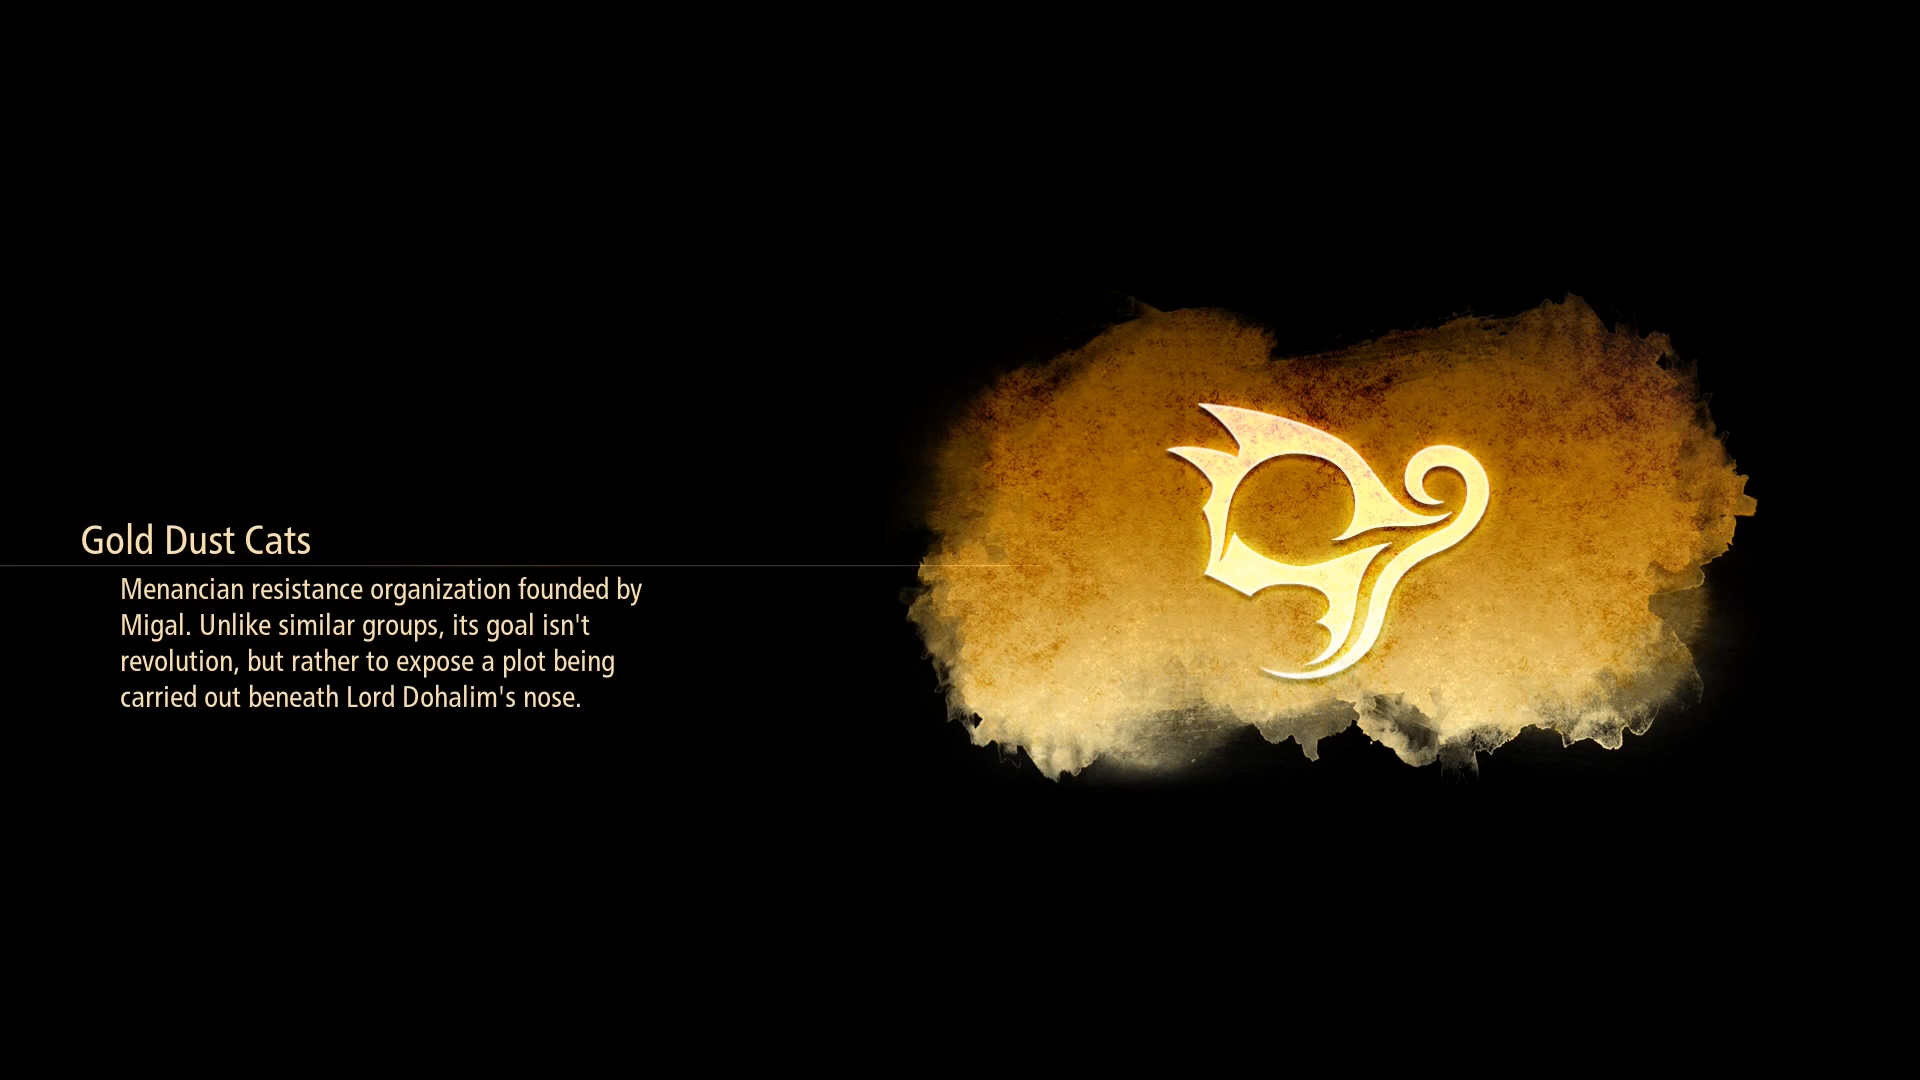 Gold Dust Cats
Menancian resistance organization founded by
Migal. Unlike similar groups, its goal isn't
revolution, but rather to expose a plot being
carried out beneath Lord Dohalim's nose.